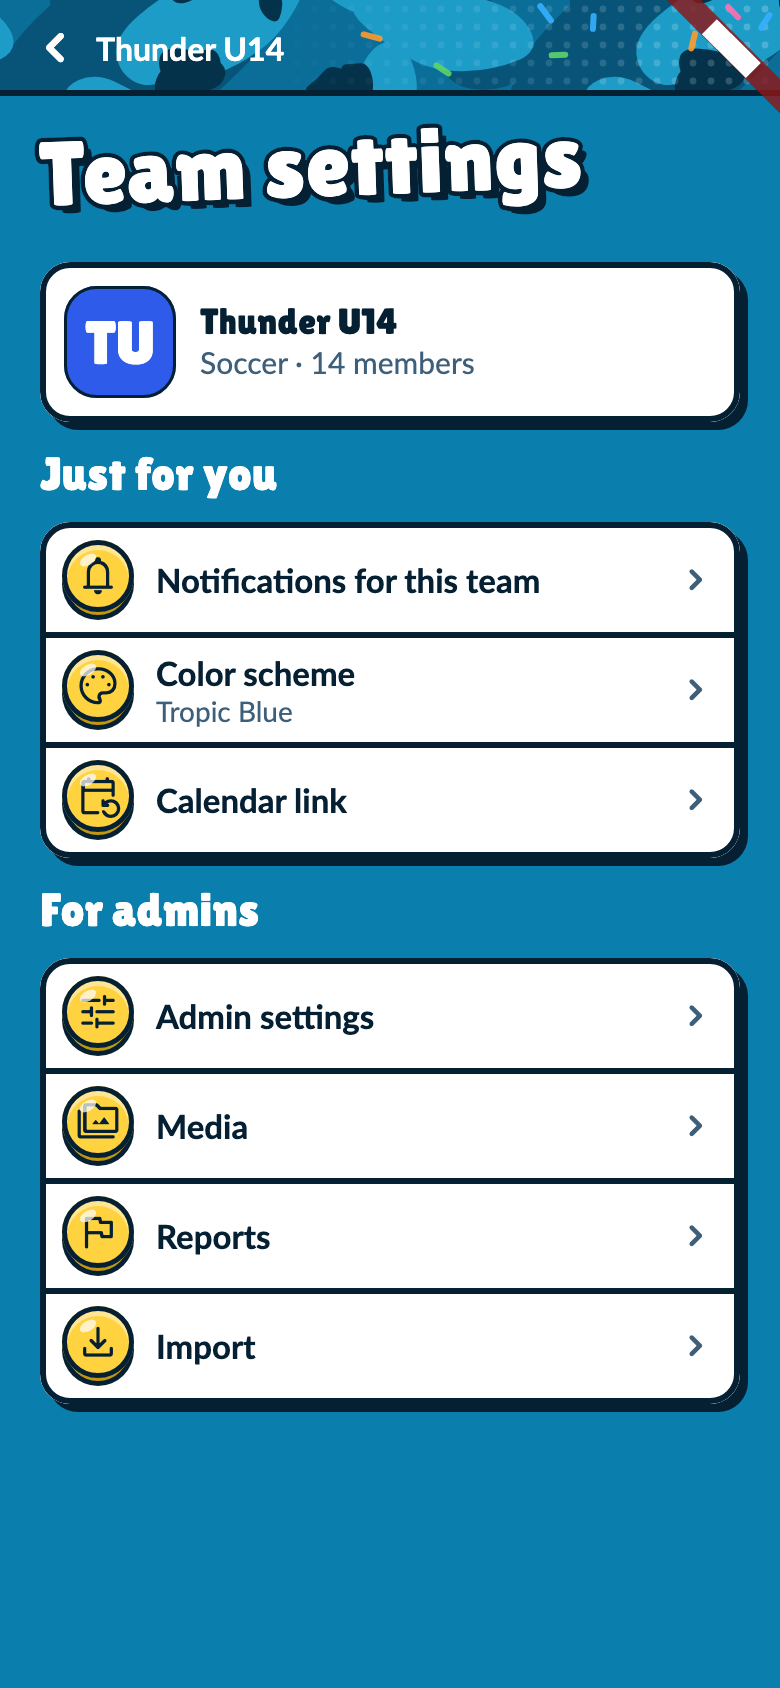 Thunder U14
Team settings
TU
Thunder U14
Soccer · 14 members
Just for you
Notifications for this team
Color scheme
Tropic Blue
Calendar link
For admins
Admin settings
Media
Reports
Import